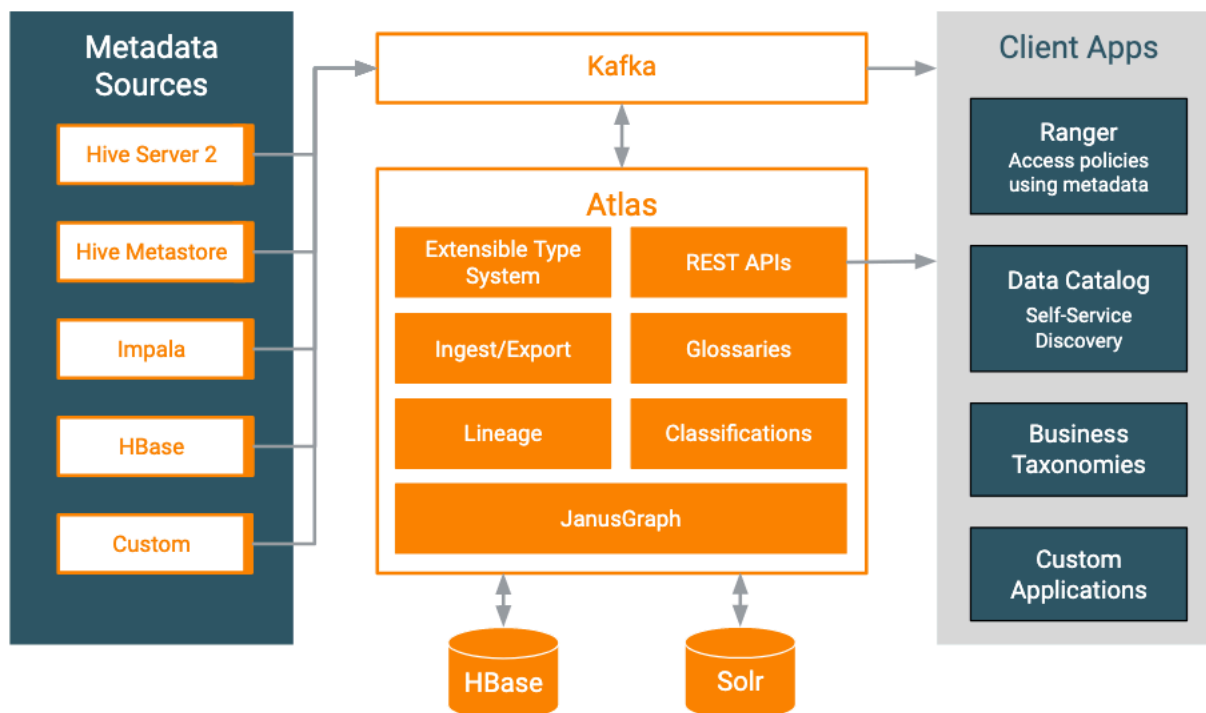 Metadata
Sources
Hive Server 2
Hive Metastore
Impala
HBase
Custom
Kafka
Atlas
Extensible Type
System
REST APIs
Ingest/Export
Glossaries
Lineage
Classifications
JanusGraph
HBase
Solr
Client Apps
Ranger
Access policies
using metadata
Data Catalog
Self-Service
Discovery
Business
Taxonomies
Custom
Applications